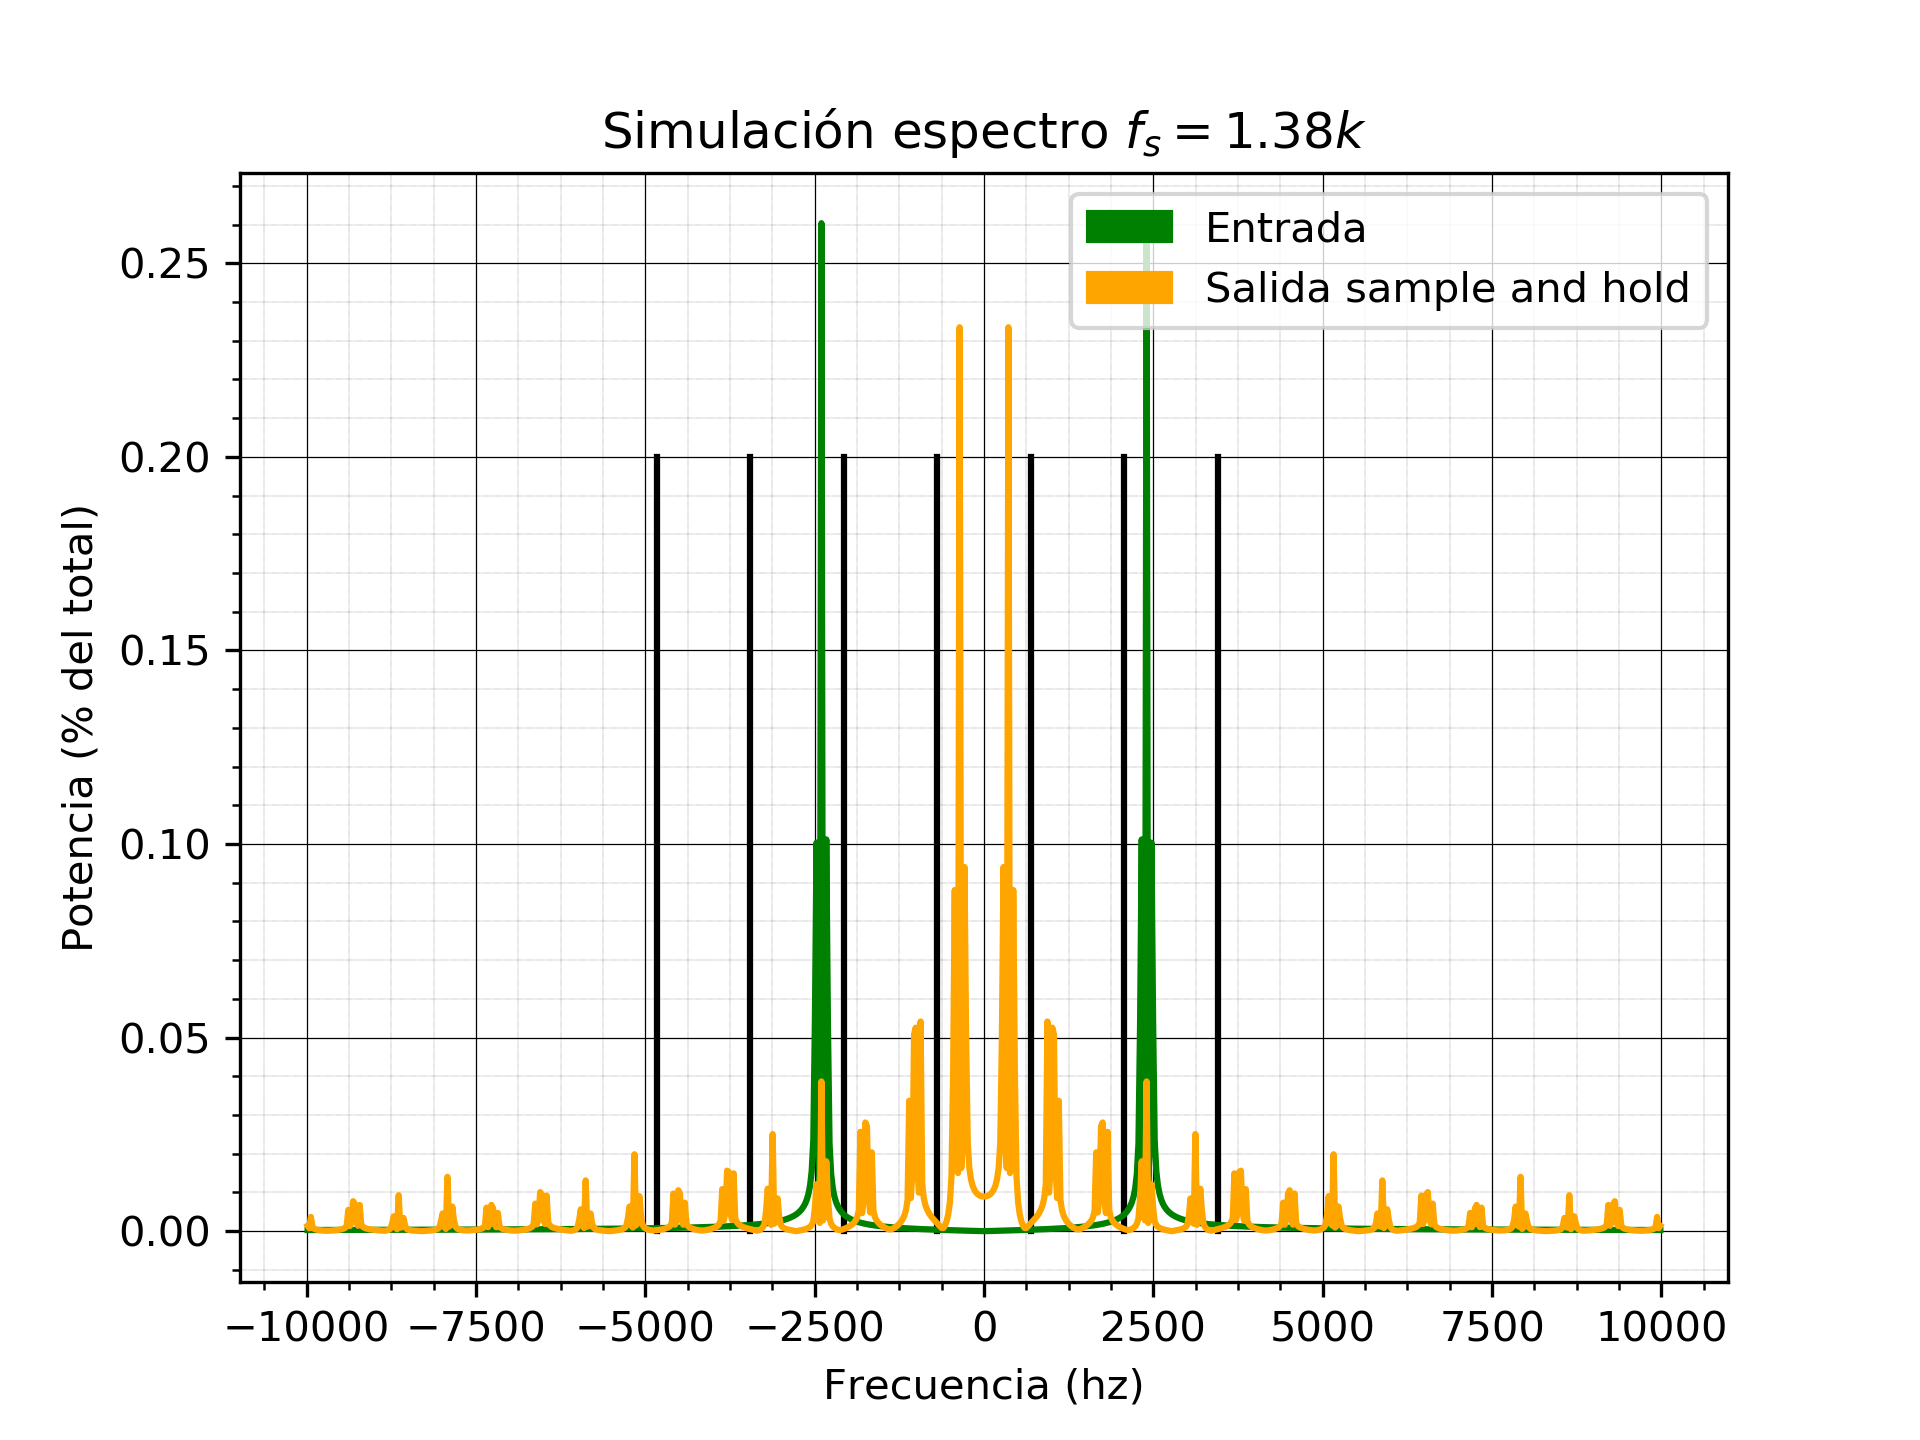 Simulación espectro fs = 1.38k
Entrada
Salida sample and hold
0.25
0.20
0.15
0.10
0.05
0.00
Potencia (% del total)
−10000 −7500 −5000 −2500 0 2500 5000 7500 10000
Frecuencia (hz)